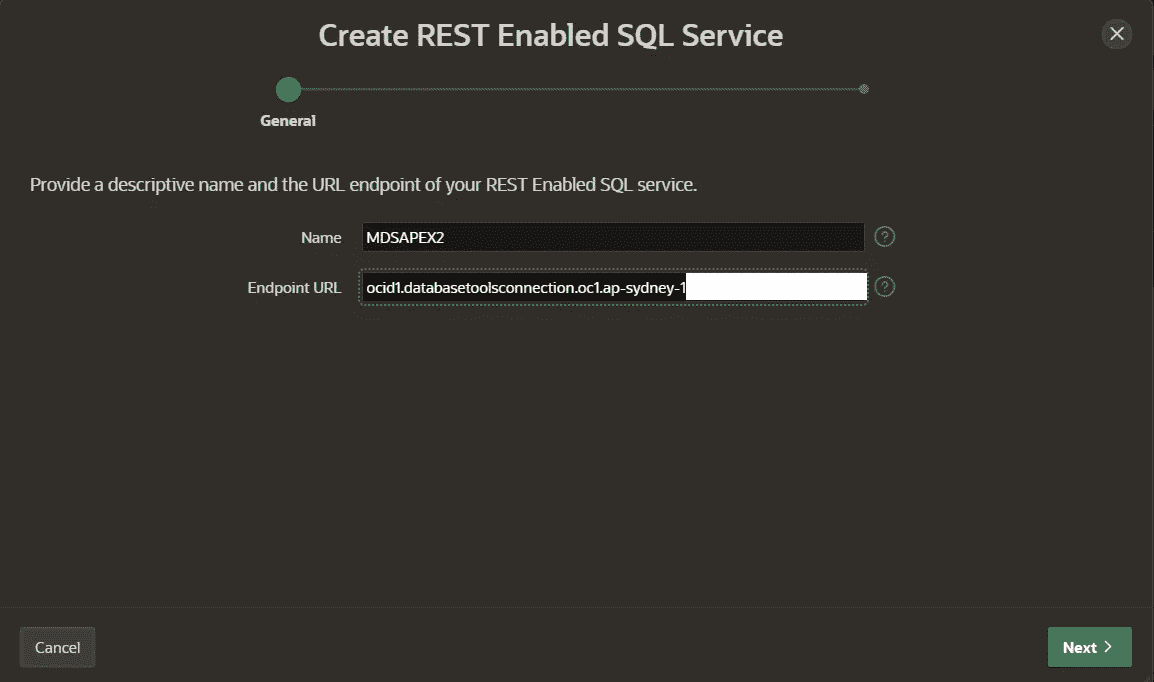 Create REST Enabled SQL Service
General
Provide a descriptive name and the URL endpoint of your REST Enabled SQL service.
Name MDSAPEX2
Endpoint URL ocid1.databasetoolsconnection.oc1.ap-sydney-1
Cancel Next